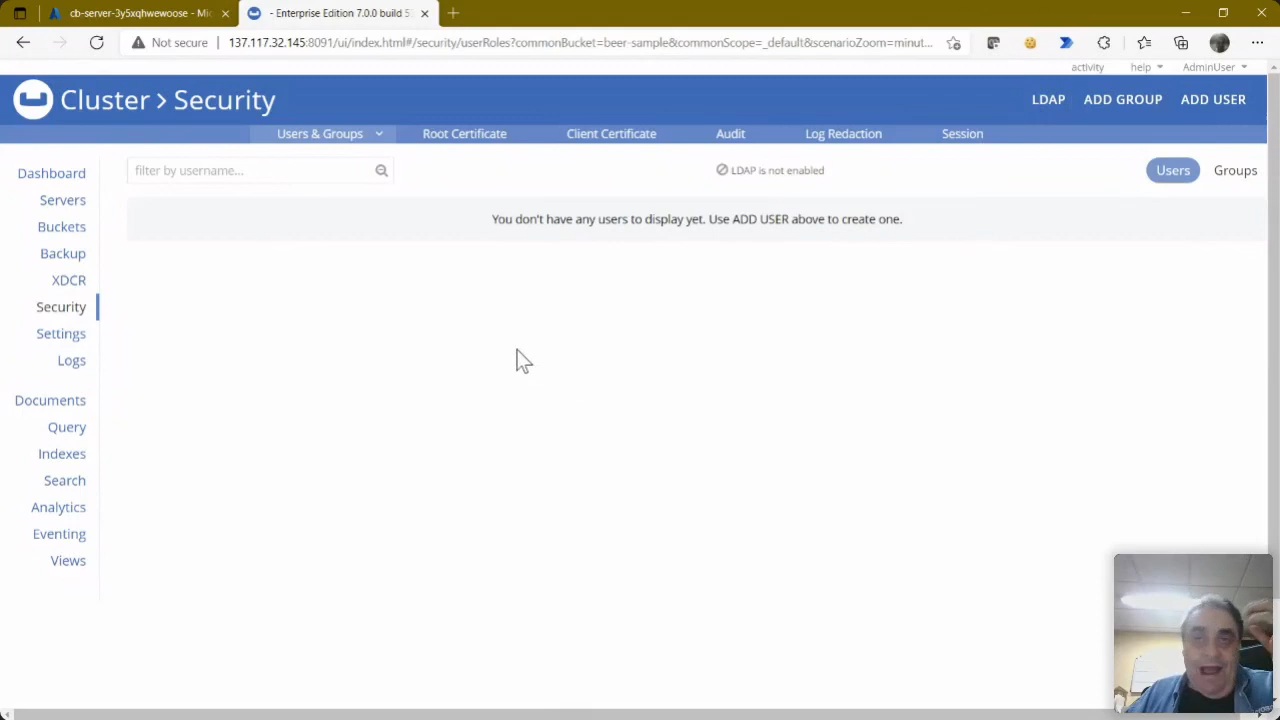 cb-server-3y5xqhwewoose - Mic
- Enterprise Edition 7.0.0 build 5
Not secure
137.117.32.145:8091/ui/index.html#/security/userRoles?commonBucket=beer-sample&commonScope=_default&scenarioZoom=minut...
activity help AdminUser
Cluster > Security
LDAP ADD GROUP ADD USER
Users & Groups Root Certificate Client Certificate Audit Log Redaction Session
filter by username...
LDAP is not enabled
Users Groups
You don't have any users to display yet. Use ADD USER above to create one.
Dashboard
Servers
Buckets
Backup
XDCR
Security
Settings
Logs
Documents
Query
Indexes
Search
Analytics
Eventing
Views